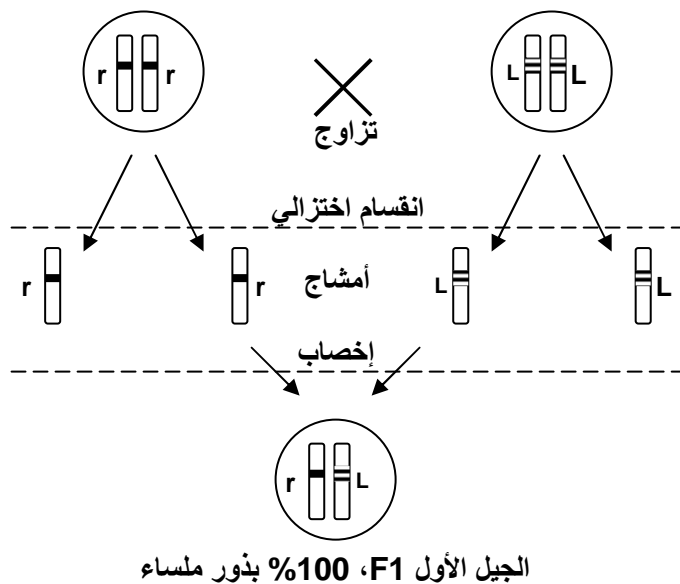 r r L L
تزاوج
انقسام اختزالي
r r أمشاج L L
إخصاب
r L
الجيل الأول F1، 100% بذور ملساء